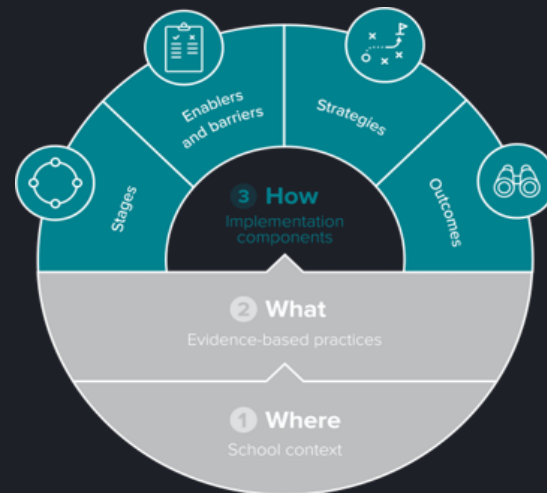 Stages
Enablers
and barriers
Strategies
Outcomes
3 How
Implementation
components
2 What
Evidence-based practices
1 Where
School context